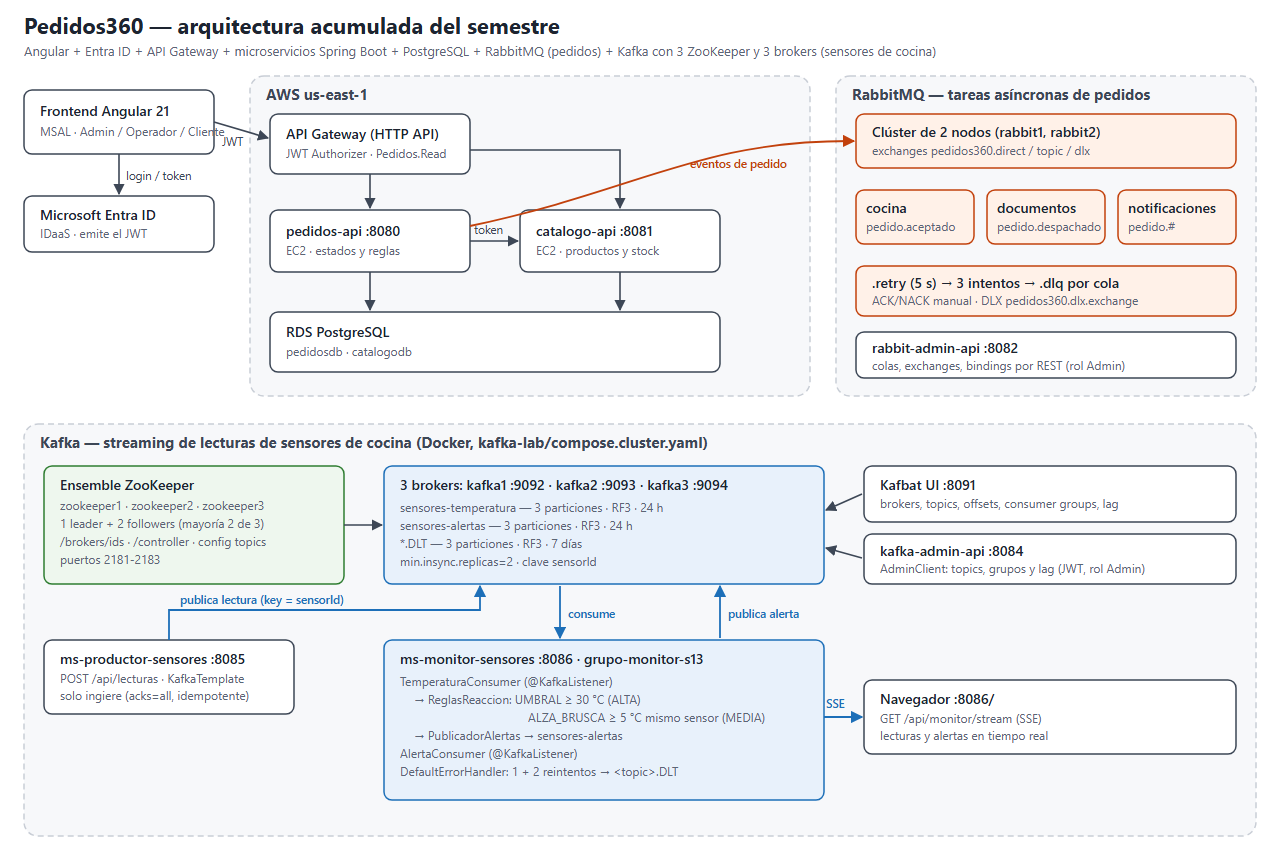 Pedidos360 — arquitectura acumulada del semestre
Angular + Entra ID + API Gateway + microservicios Spring Boot + PostgreSQL + RabbitMQ (pedidos) + Kafka con 3 ZooKeeper y 3 brokers (sensores de cocina)
Frontend Angular 21
MSAL · Admin / Operador / Cliente
JWT
login / token
Microsoft Entra ID
IDaaS · emite el JWT
AWS us-east-1
API Gateway (HTTP API)
JWT Authorizer · Pedidos.Read
eventos de pedido
pedidos-api :8080
EC2 · estados y reglas
token
catalogo-api :8081
EC2 · productos y stock
RDS PostgreSQL
pedidosdb · catalogodb
RabbitMQ — tareas asíncronas de pedidos
Clúster de 2 nodos (rabbit1, rabbit2)
exchanges pedidos360.direct / topic / dlx
cocina
pedido.aceptado
documentos
pedido.despachado
notificaciones
pedido.#
.retry (5 s) → 3 intentos → .dlq por cola
ACK/NACK manual · DLX pedidos360.dlx.exchange
rabbit-admin-api :8082
colas, exchanges, bindings por REST (rol Admin)
Kafka — streaming de lecturas de sensores de cocina (Docker, kafka-lab/compose.cluster.yaml)
Ensemble ZooKeeper
zookeeper1 · zookeeper2 · zookeeper3
1 leader + 2 followers (mayoría 2 de 3)
/brokers/ids · /controller · config topics
puertos 2181-2183
3 brokers: kafka1 :9092 · kafka2 :9093 · kafka3 :9094
sensores-temperatura — 3 particiones · RF3 · 24 h
sensores-alertas — 3 particiones · RF3 · 24 h
*.DLT — 3 particiones · RF3 · 7 días
min.insync.replicas=2 · clave sensorId
Kafbat UI :8091
brokers, topics, offsets, consumer groups, lag
kafka-admin-api :8084
AdminClient: topics, grupos y lag (JWT, rol Admin)
publica lectura (key = sensorId)
consume
publica alerta
ms-productor-sensores :8085
POST /api/lecturas · KafkaTemplate
solo ingiere (acks=all, idempotente)
ms-monitor-sensores :8086 · grupo-monitor-s13
TemperaturaConsumer (@KafkaListener)
→ ReglasReaccion: UMBRAL ≥ 30 °C (ALTA)
ALZA_BRUSCA ≥ 5 °C mismo sensor (MEDIA)
→ PublicadorAlertas → sensores-alertas
AlertaConsumer (@KafkaListener)
DefaultErrorHandler: 1 + 2 reintentos → <topic>.DLT
SSE
Navegador :8086/
GET /api/monitor/stream (SSE)
lecturas y alertas en tiempo real